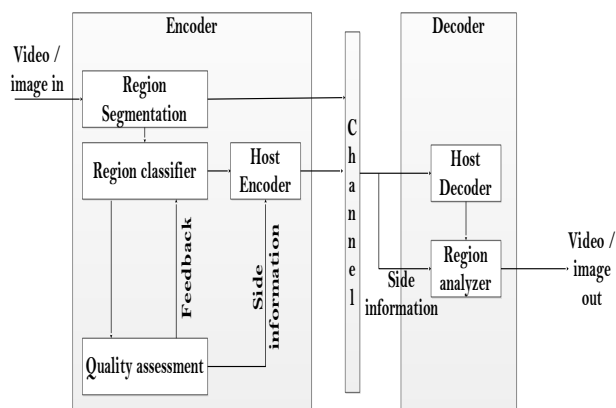 Encoder
Decoder
Video /
image in
Region
Segmentation
Region classifier
Host
Encoder
Feedback
Side
information
Quality assessment
Channel
Host
Decoder
Region
analyzer
Side
information
Video /
image
out